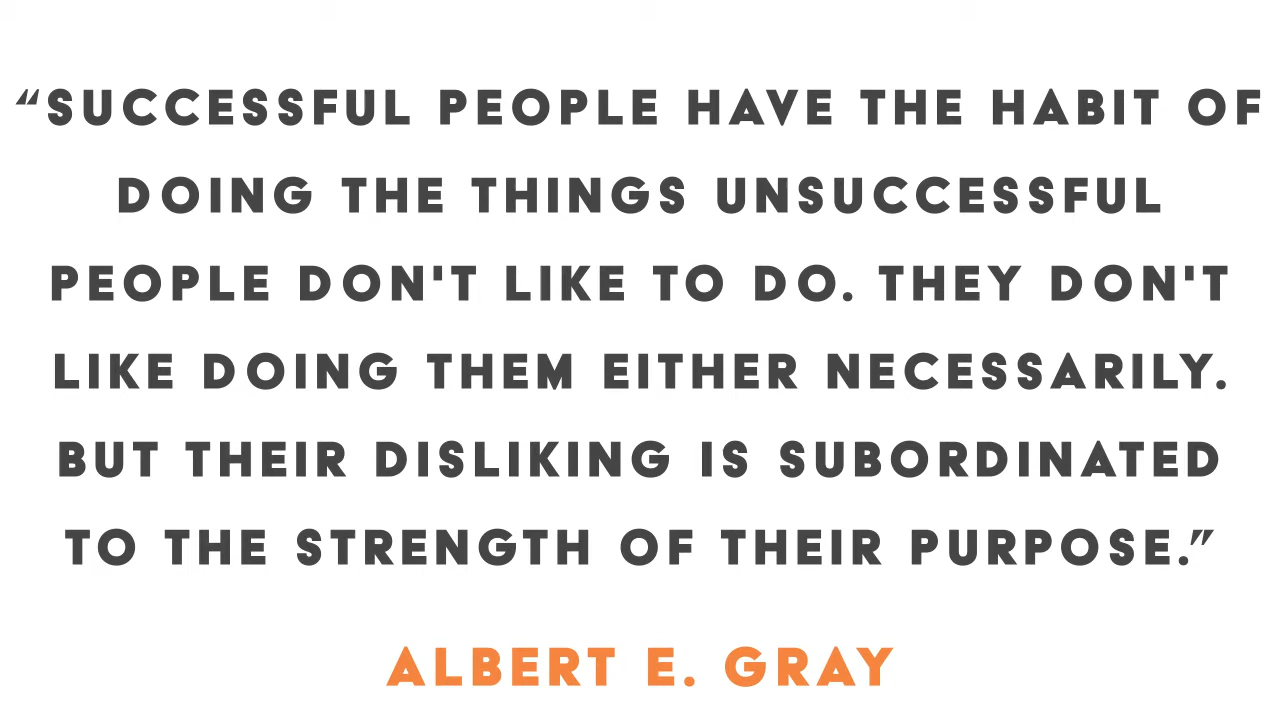 “SUCCESSFUL PEOPLE HAVE THE HABIT OF
DOING THE THINGS UNSUCCESSFUL
PEOPLE DON'T LIKE TO DO. THEY DON'T
LIKE DOING THEM EITHER NECESSARILY.
BUT THEIR DISLIKING IS SUBORDINATED
TO THE STRENGTH OF THEIR PURPOSE.”
ALBERT E. GRAY